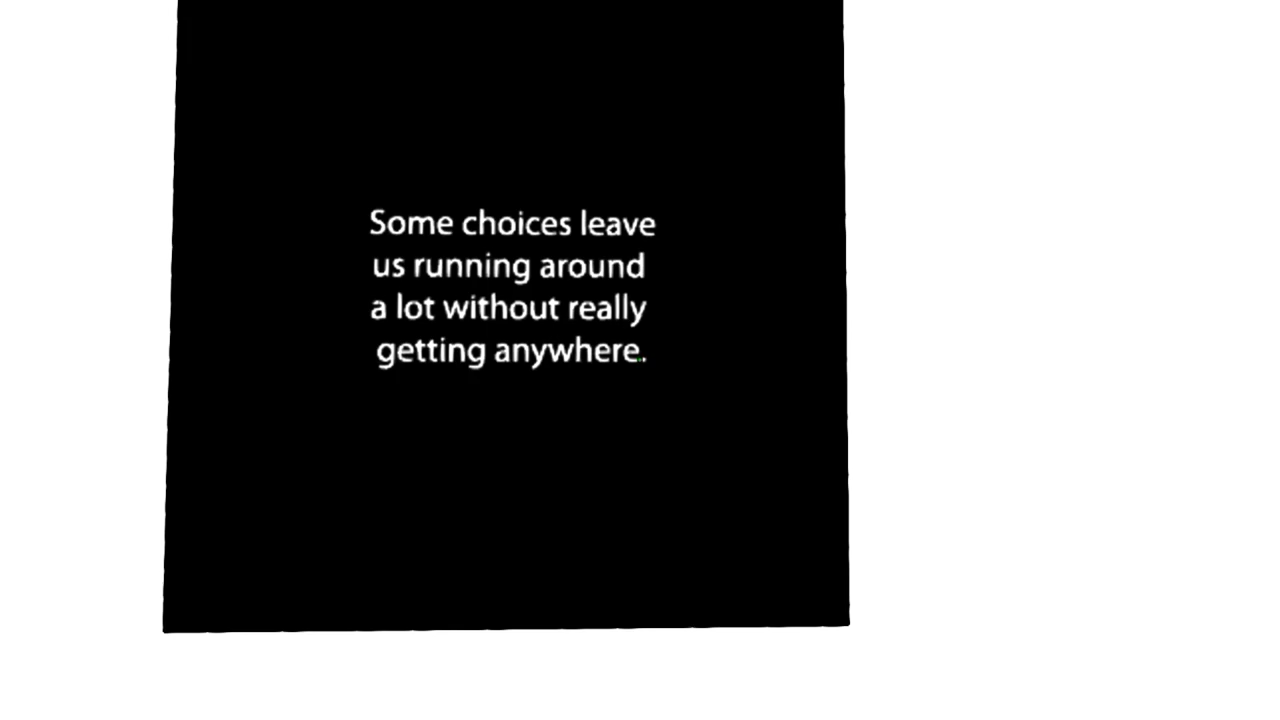 Some choices leave
us running around
a lot without really
getting anywhere.